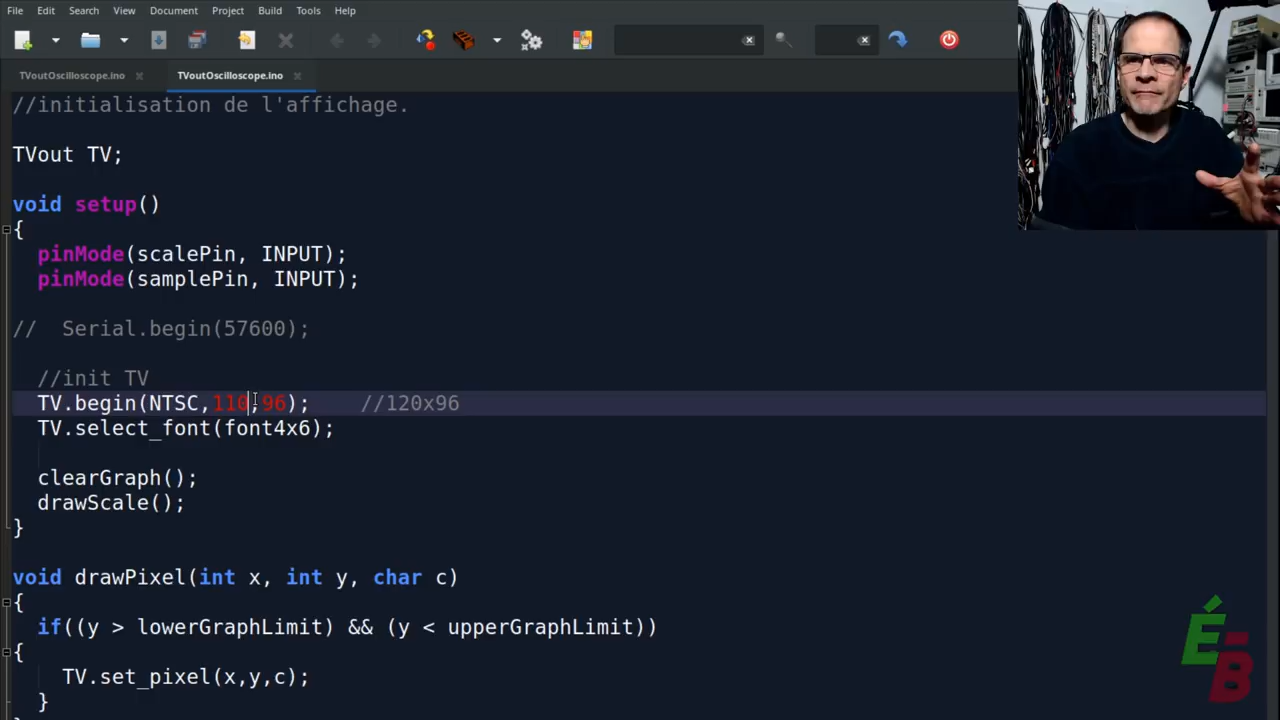 File Edit Search View Document Project Build Tools Help
TVoutOscilloscope.ino TVoutOscilloscope.ino
//initialisation de l'affichage.
TVout TV;
void setup()
{
pinMode(scalePin, INPUT);
pinMode(samplePin, INPUT);
// Serial.begin(57600);
//init TV
TV.begin(NTSC,110,96); //120x96
TV.select_font(font4x6);
clearGraph();
drawScale();
}
void drawPixel(int x, int y, char c)
{
if((y > lowerGraphLimit) && (y < upperGraphLimit))
{
TV.set_pixel(x,y,c);
}
É-B